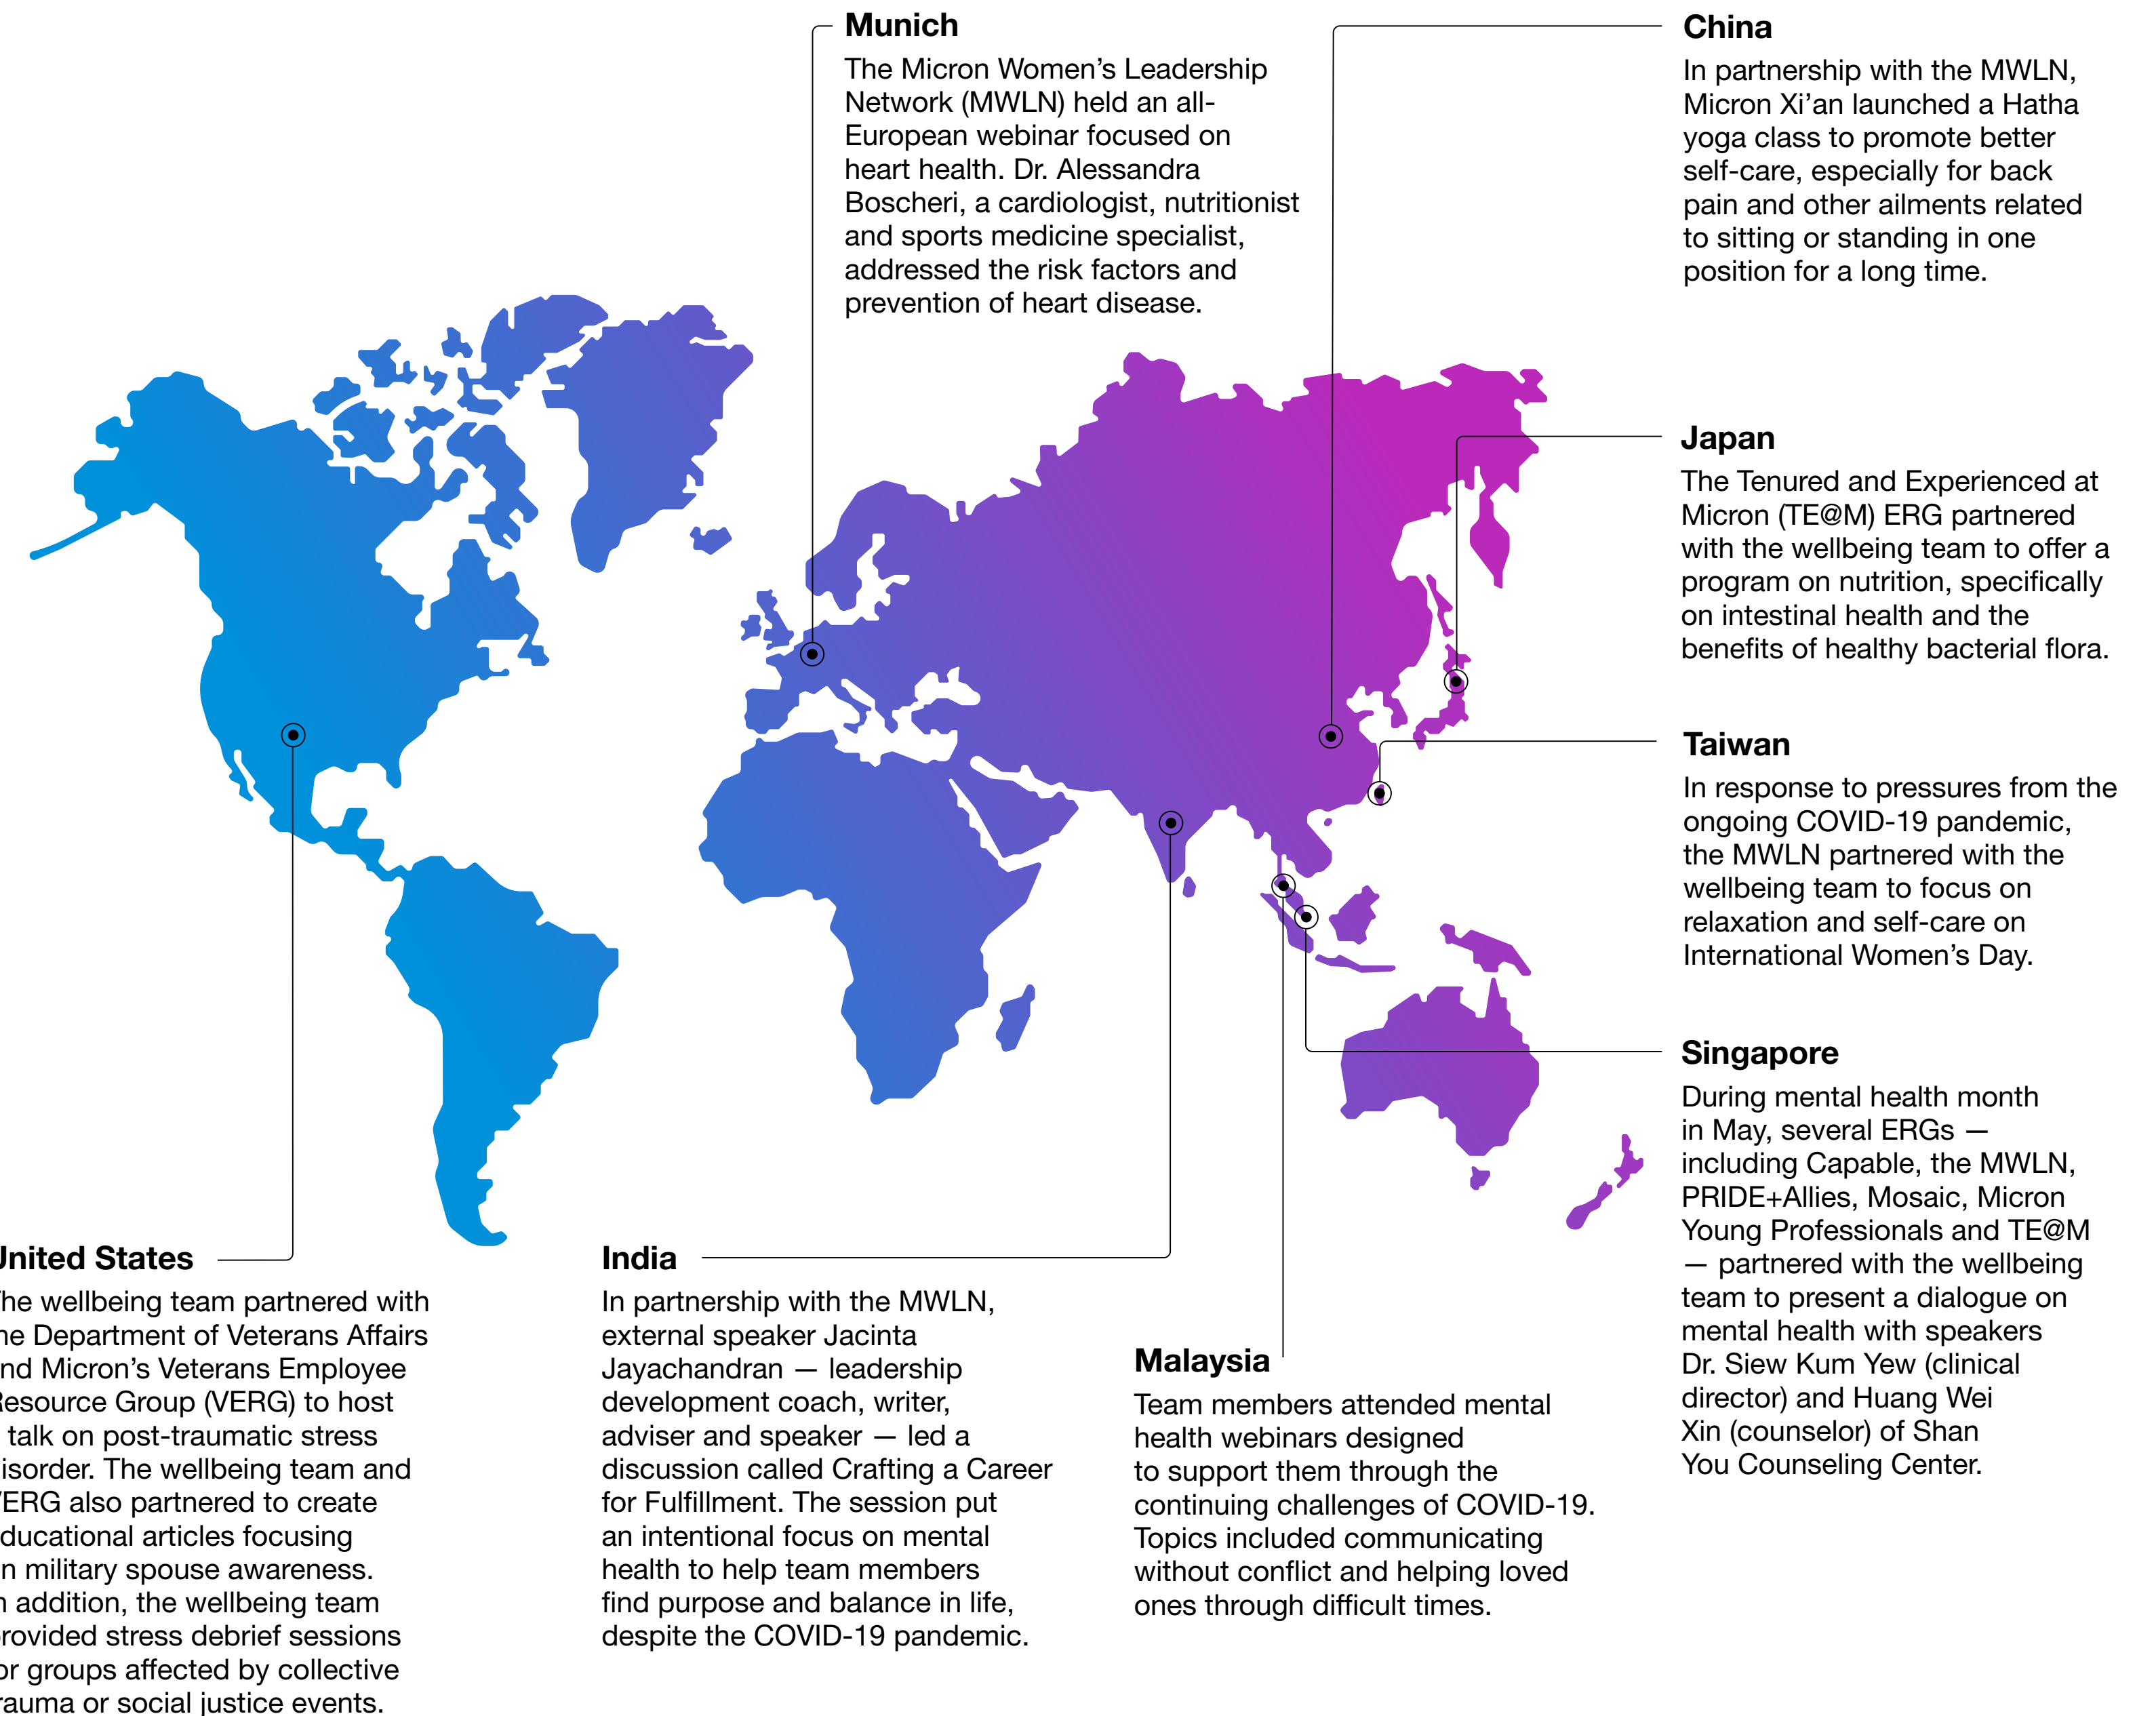 Munich
The Micron Women's Leadership
Network (MWLN) held an all-
European webinar focused on
heart health. Dr. Alessandra
Boscheri, a cardiologist, nutritionist
and sports medicine specialist,
addressed the risk factors and
prevention of heart disease.
China
In partnership with the MWLN,
Micron Xi'an launched a Hatha
yoga class to promote better
self-care, especially for back
pain and other ailments related
to sitting or standing in one
position for a long time.
Japan
The Tenured and Experienced at
Micron (TE@M) ERG partnered
with the wellbeing team to offer a
program on nutrition, specifically
on intestinal health and the
benefits of healthy bacterial flora.
Taiwan
In response to pressures from the
ongoing COVID-19 pandemic,
the MWLN partnered with the
wellbeing team to focus on
relaxation and self-care on
International Women's Day.
Singapore
During mental health month
in May, several ERGs —
including Capable, the MWLN,
PRIDE+Allies, Mosaic, Micron
Young Professionals and TE@M
— partnered with the wellbeing
team to present a dialogue on
mental health with speakers
Dr. Siew Kum Yew (clinical
director) and Huang Wei
Xin (counselor) of Shan
You Counseling Center.
United States
he wellbeing team partnered with
he Department of Veterans Affairs
nd Micron's Veterans Employee
Resource Group (VERG) to host
talk on post-traumatic stress
isorder. The wellbeing team and
VERG also partnered to create
ducational articles focusing
n military spouse awareness.
n addition, the wellbeing team
rovided stress debrief sessions
or groups affected by collective
rauma or social justice events.
India
In partnership with the MWLN,
external speaker Jacinta
Jayachandran — leadership
development coach, writer,
adviser and speaker — led a
discussion called Crafting a Career
for Fulfillment. The session put
an intentional focus on mental
health to help team members
find purpose and balance in life,
despite the COVID-19 pandemic.
Malaysia
Team members attended mental
health webinars designed
to support them through the
continuing challenges of COVID-19.
Topics included communicating
without conflict and helping loved
ones through difficult times.